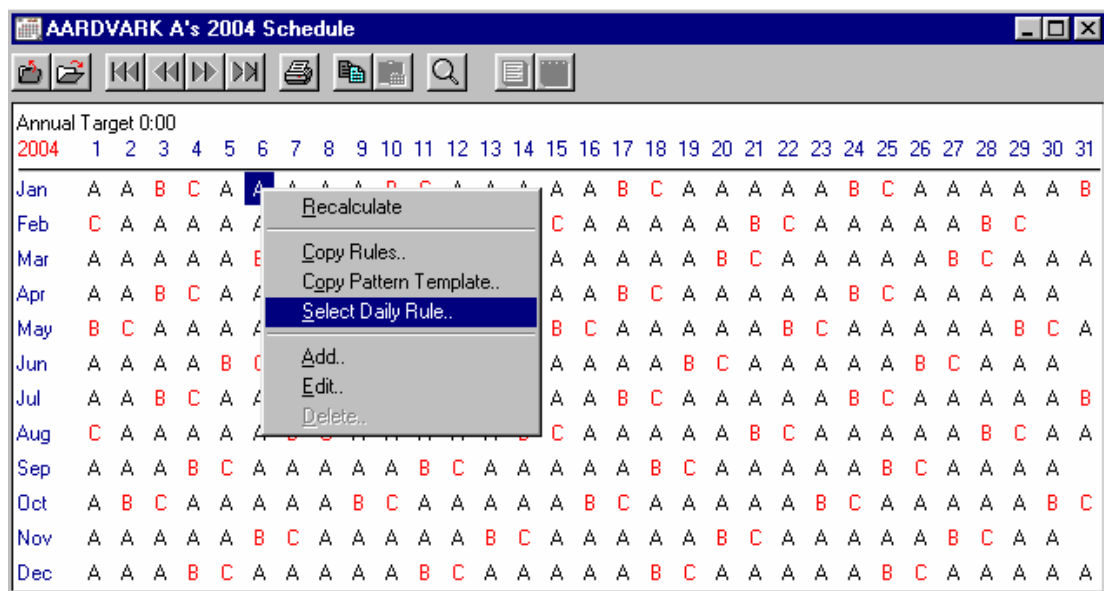 AARDVARK A's 2004 Schedule
Annual Target 0:00
2004 1 2 3 4 5 6 7 8 9 10 11 12 13 14 15 16 17 18 19 20 21 22 23 24 25 26 27 28 29 30 31
Jan A A B C A A A A A B C A A A A A B C A A A A A B C A A A A A B
Feb C A A A A A C A A A A A B C A A A A A B C
Mar A A A A A B A A A A A B C A A A A A B C A A A
Apr A A B C A A A A B C A A A A A B C A A A A A
May B C A A A A B C A A A A A B C A A A A A B C A
Jun A A A A B C A A A A B C A A A A A B C A A A
Jul A A B C A A A A B C A A A A A B C A A A A A B
Aug C A A A A A B C A A A A A B C A A A A A B C A A A A A B C A A
Sep A A A B C A A A A A B C A A A A A B C A A A A A B C A A A A
Oct A B C A A A A A B C A A A A A B C A A A A A B C A A A A A B C
Nov A A A A A B C A A A A A B C A A A A A B C A A A A A B C A A
Dec A A A B C A A A A A B C A A A A A B C A A A A A B C A A A A A
Recalculate
Copy Rules..
Copy Pattern Template..
Select Daily Rule..
Add..
Edit..
Delete..